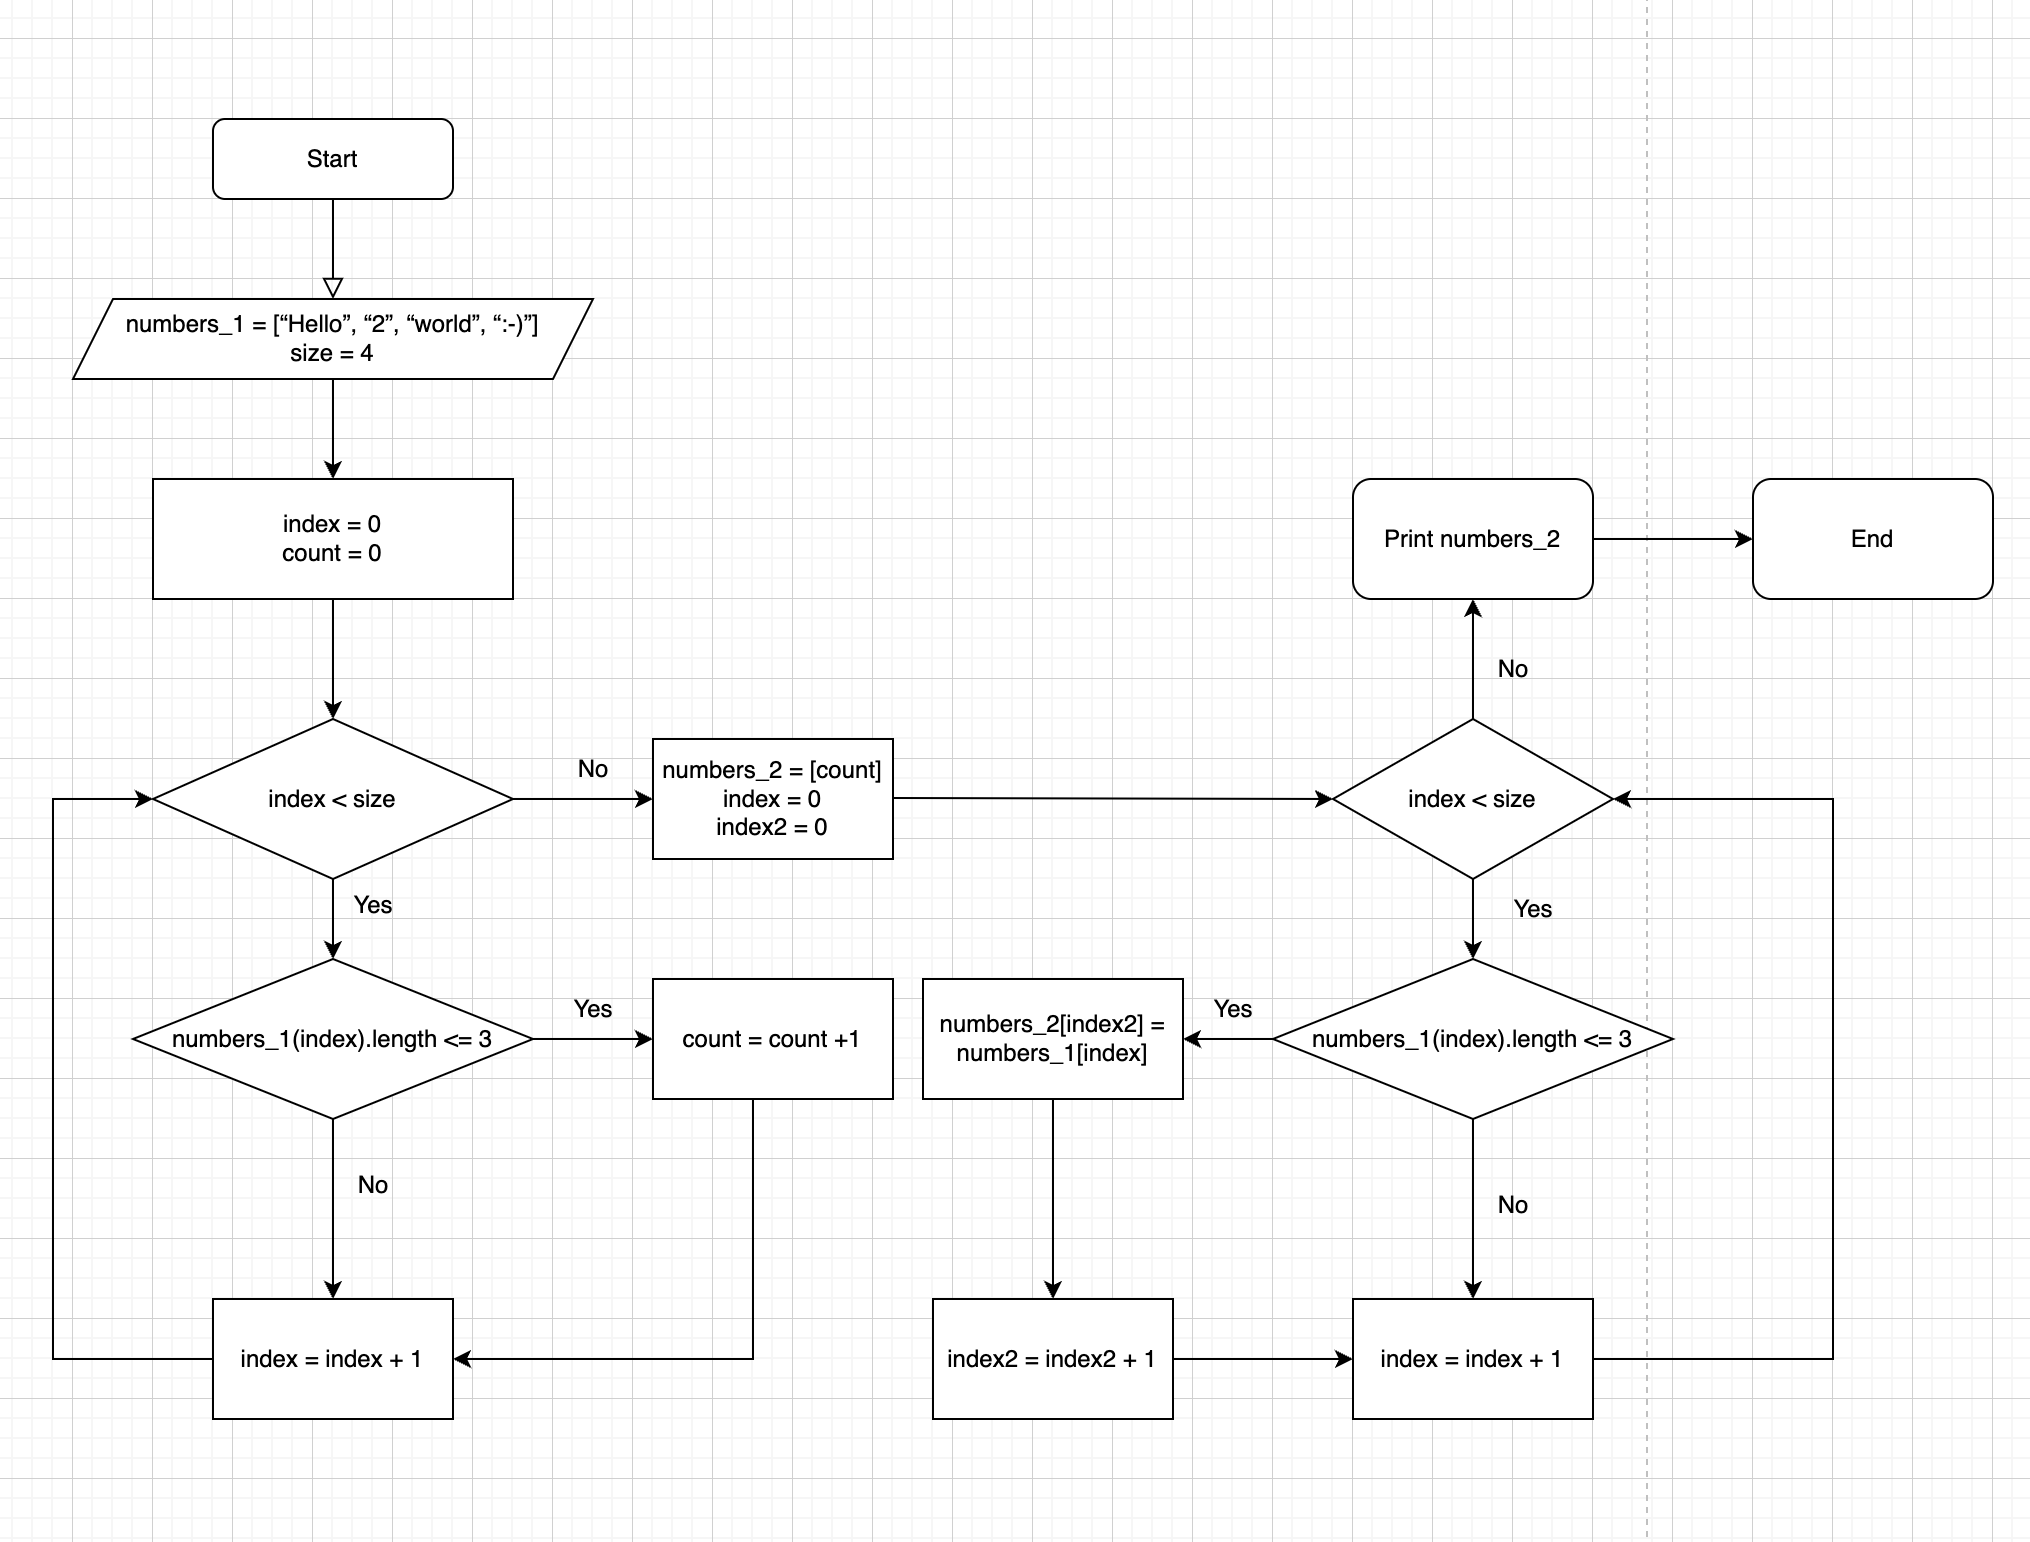 Start
numbers_1 = [“Hello”, “2”, “world”, “:-)”]
size = 4
index = 0
count = 0
Print numbers_2
End
No
index < size
No
numbers_2 = [count]
index = 0
index2 = 0
index < size
Yes
Yes
numbers_1(index).length <= 3
Yes
count = count +1
numbers_2[index2] =
numbers_1[index]
Yes
numbers_1(index).length <= 3
No
No
index = index + 1
index2 = index2 + 1
index = index + 1